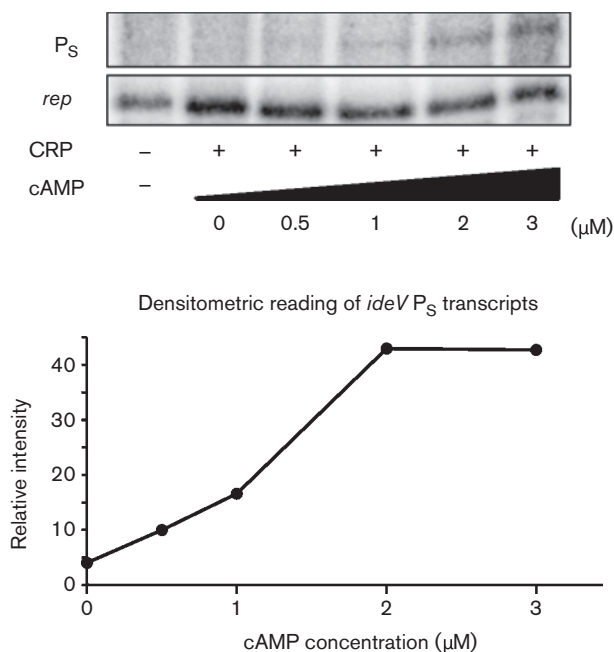 PS
rep
CRP – + + + + +
cAMP –
0 0.5 1 2 3 (μM)
Densitometric reading of ideV PS transcripts
Relative intensity
40
30
20
10
0
0 1 2 3
cAMP concentration (μM)